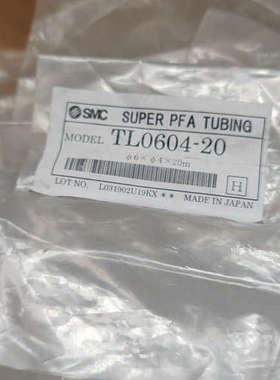 SMC SUPER PFA TUBING
MODEL TL0604-20
φ6×φ4×20m
LOT NO. L031902U19KX ** MADE IN JAPAN
H